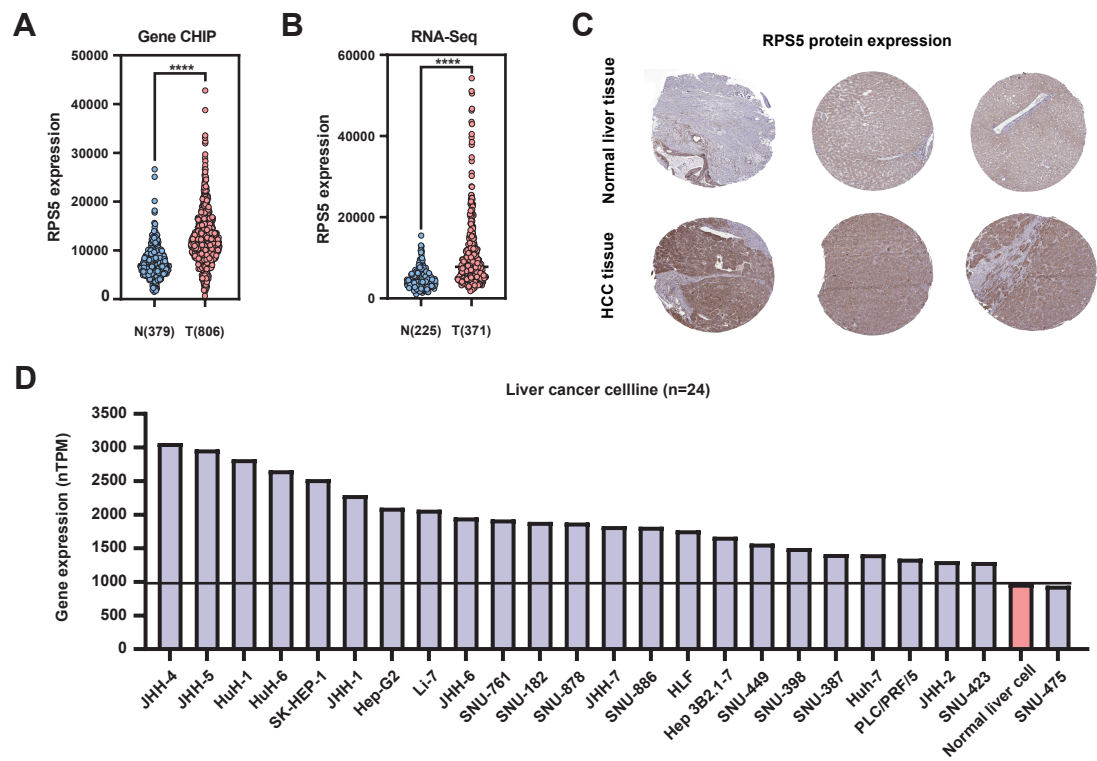 A
Gene CHIP
RPS5 expression
50000
40000
30000
20000
10000
0
****
N(379)
T(806)
B
RNA-Seq
RPS5 expression
60000
40000
20000
0
****
N(225)
T(371)
C
RPS5 protein expression
Normal liver tissue
HCC tissue
D
Liver cancer cellline (n=24)
Gene expression (nTPM)
3500
3000
2500
2000
1500
1000
500
0
JHH-4
JHH-5
HuH-1
HuH-6
SK-HEP-1
JHH-1
Hep-G2
Li-7
JHH-6
SNU-761
SNU-182
SNU-878
JHH-7
SNU-886
HLF
Hep 3B2.1-7
SNU-449
SNU-398
SNU-387
Huh-7
PLC/PRF/5
JHH-2
SNU-423
Normal liver cell
SNU-475